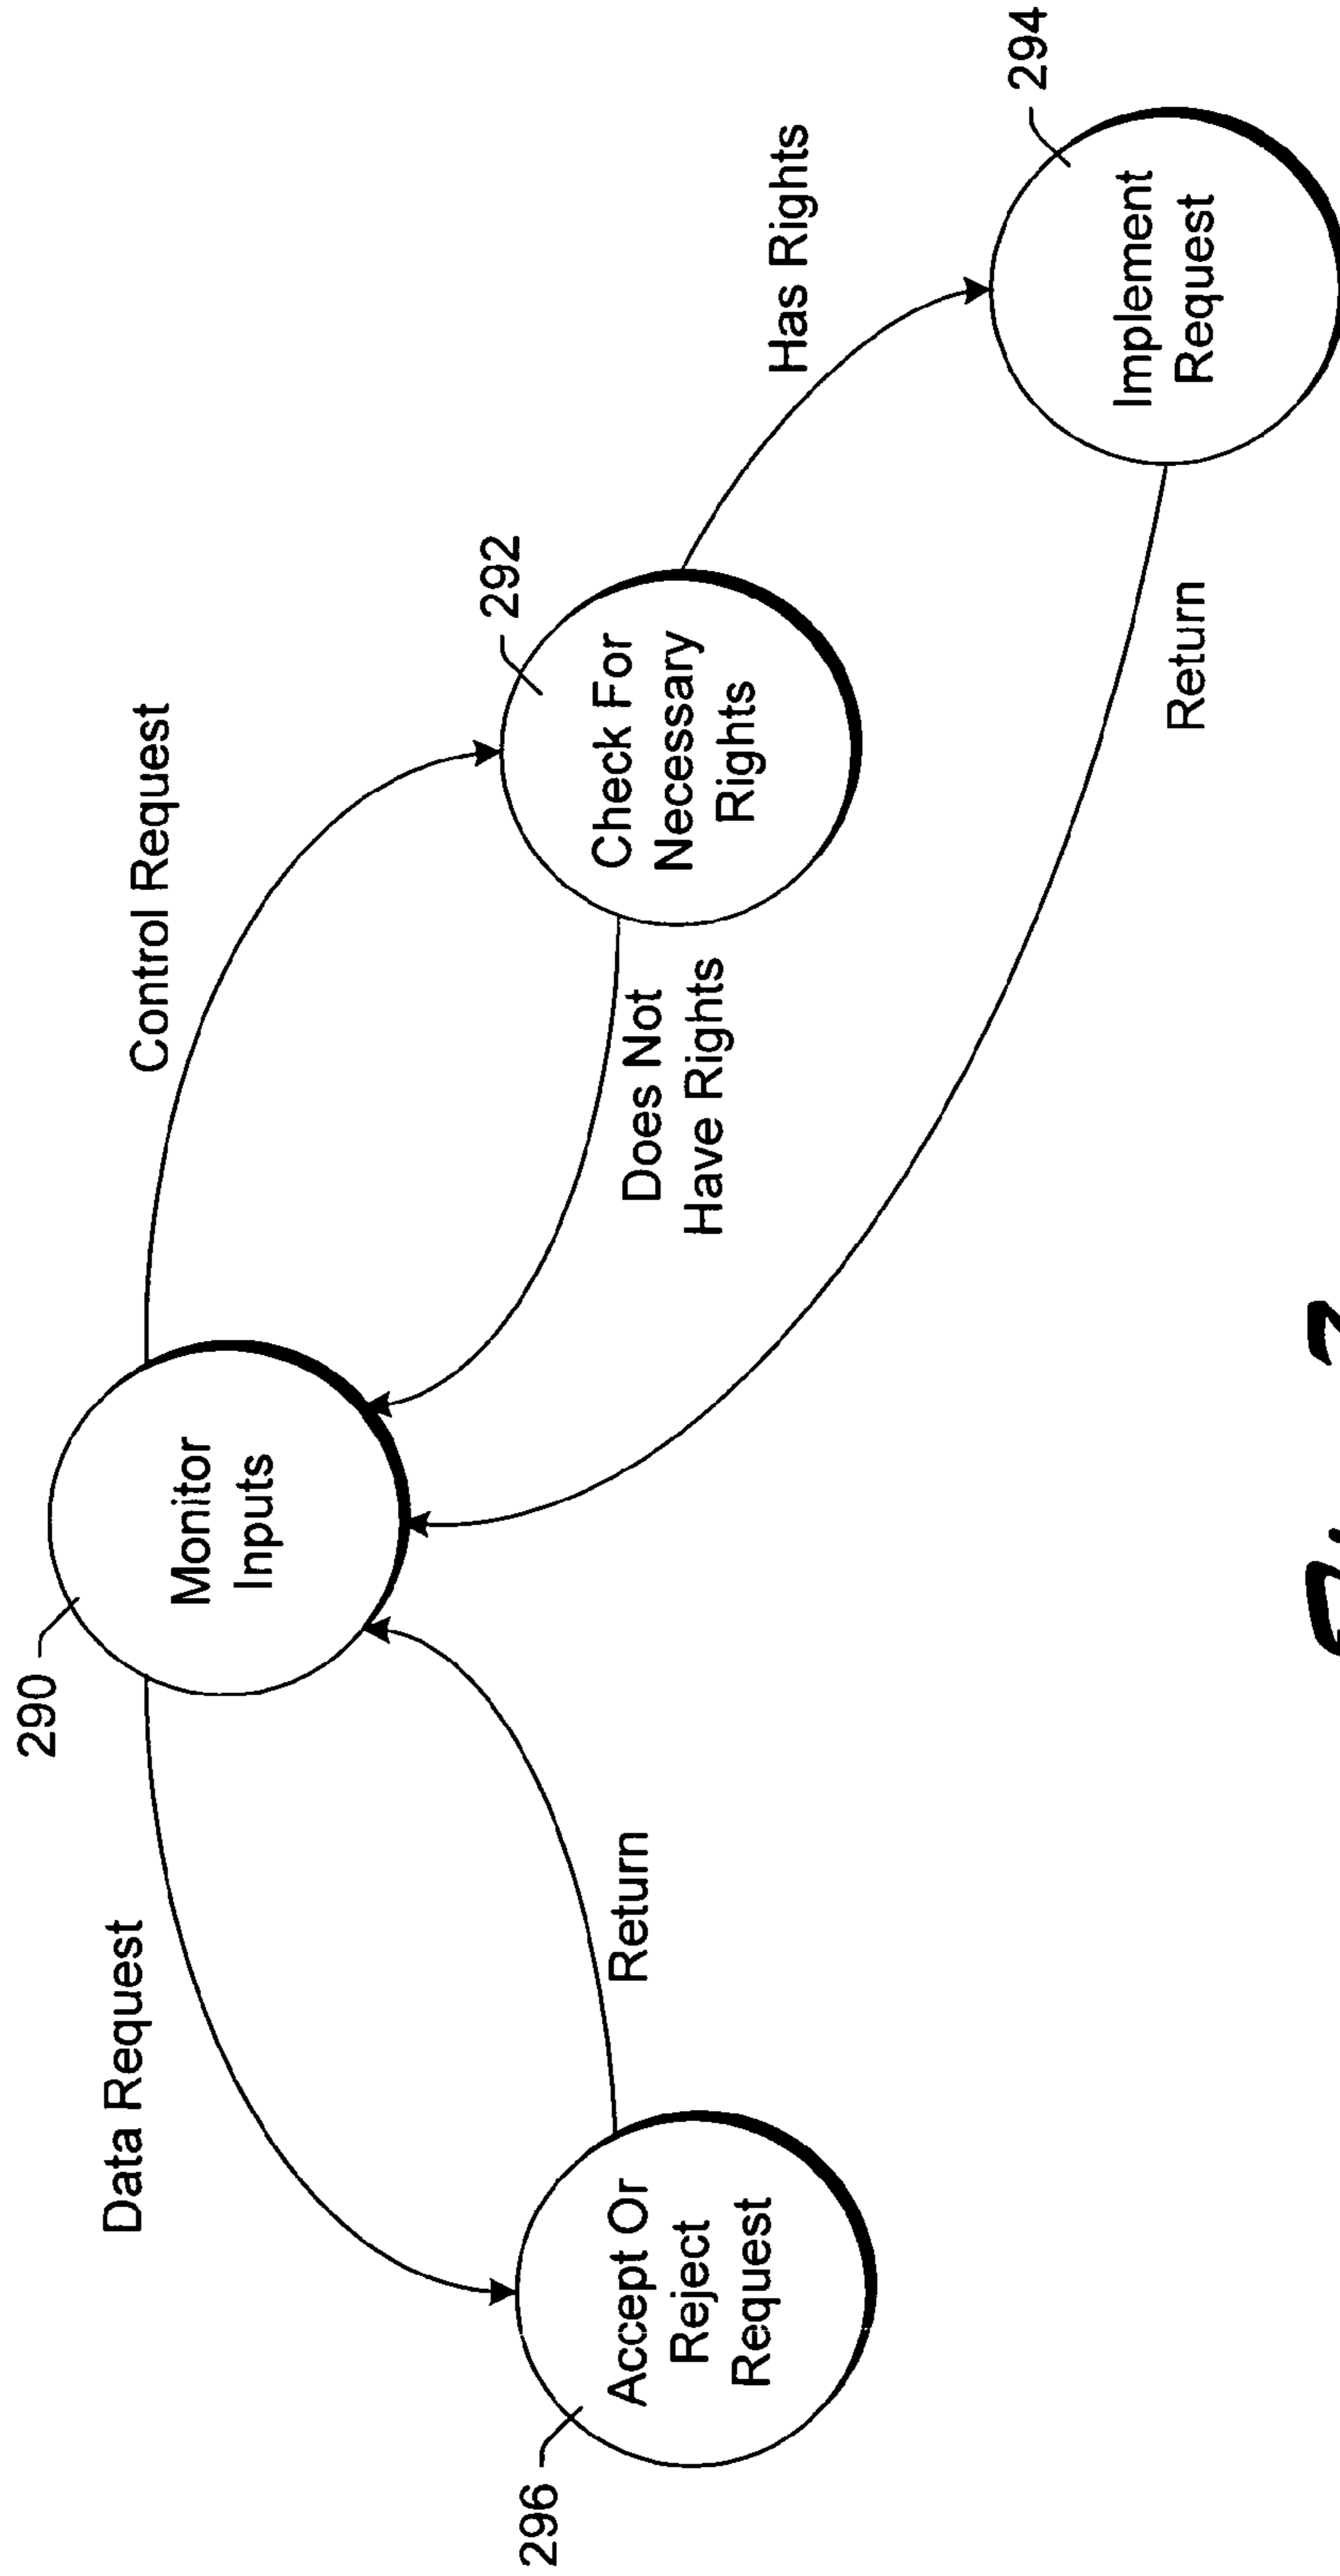 290
Monitor
Inputs
Data Request
Control Request
Return
296
Accept Or
Reject
Request
292
Check For
Necessary
Rights
Does Not
Have Rights
Has Rights
294
Implement
Request
Return